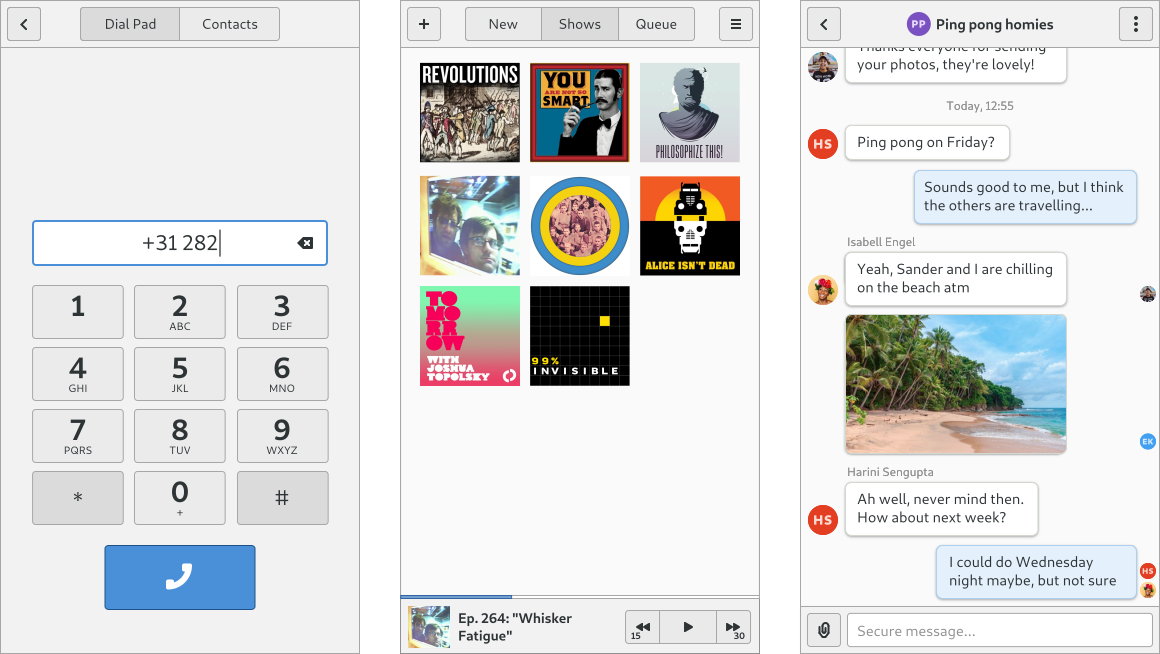 Dial Pad
Contacts
+31 282
1
2
ABC
3
DEF
4
GHI
5
JKL
6
MNO
7
PQRS
8
TUV
9
WXYZ
*
0
+
#
New
Shows
Queue
REVOLUTIONS
YOU
ARE NOT SO
SMART
PHILOSOPHIZE THIS!
ALICE ISN'T DEAD
TO
MO
RR
OW
WITH
JOSHUA
TOPOLSKY
99%
INVISIBLE
Ep. 264: "Whisker
Fatigue"
15
30
PP
Ping pong homies
Thanks everyone for sending
your photos, they're lovely!
Today, 12:55
HS
Ping pong on Friday?
Sounds good to me, but I think
the others are travelling...
Isabell Engel
Yeah, Sander and I are chilling
on the beach atm
EK
Harini Sengupta
HS
Ah well, never mind then.
How about next week?
I could do Wednesday
night maybe, but not sure
HS
Secure message...